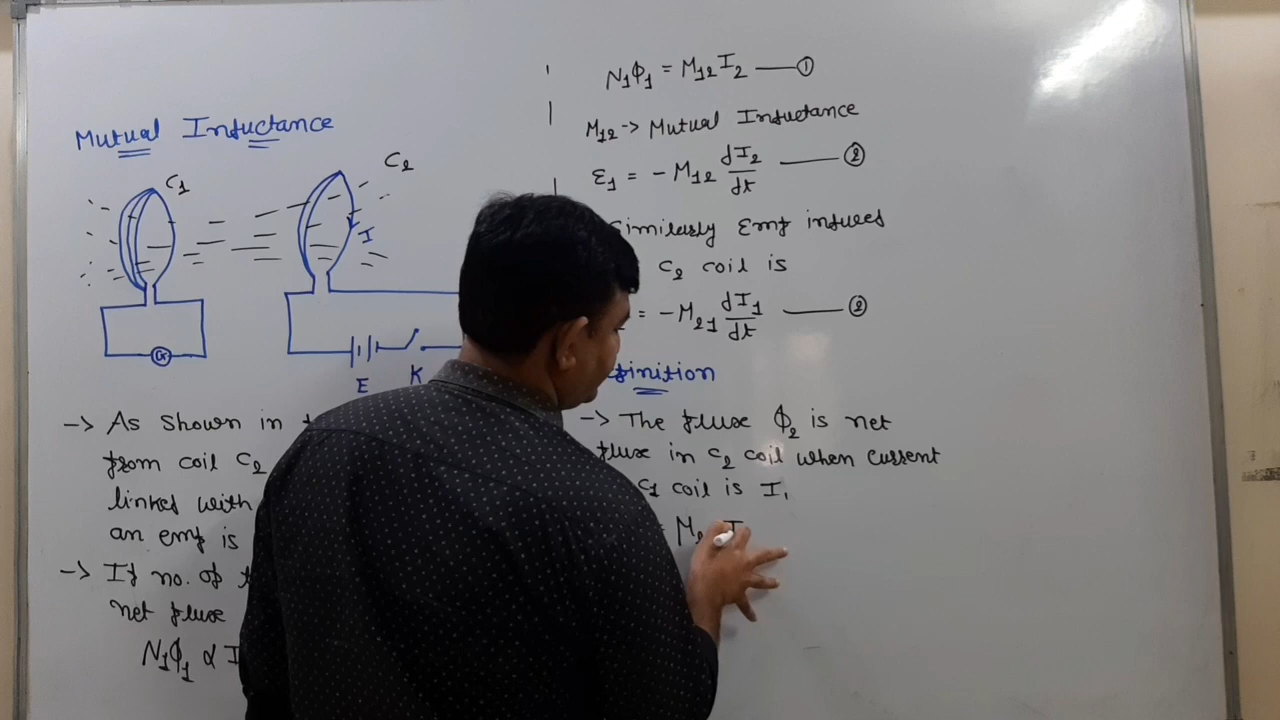 Mutual Inductance
C1
C2
I
G
E
K
-> As shown in
from coil C2
linked with
an emf is
-> If no. of
net flux
N1Φ1 ∝ I
N1Φ1 = M12 I2 — ①
M12 -> Mutual Inductance
ε1 = - M12 dI2/dt — ②
Similarly Emf induced
C2 coil is
= - M21 dI1/dt — ②
finition
-> The flux Φ2 is net
flux in C2 coil when current
C1 coil is I1
= M2 I